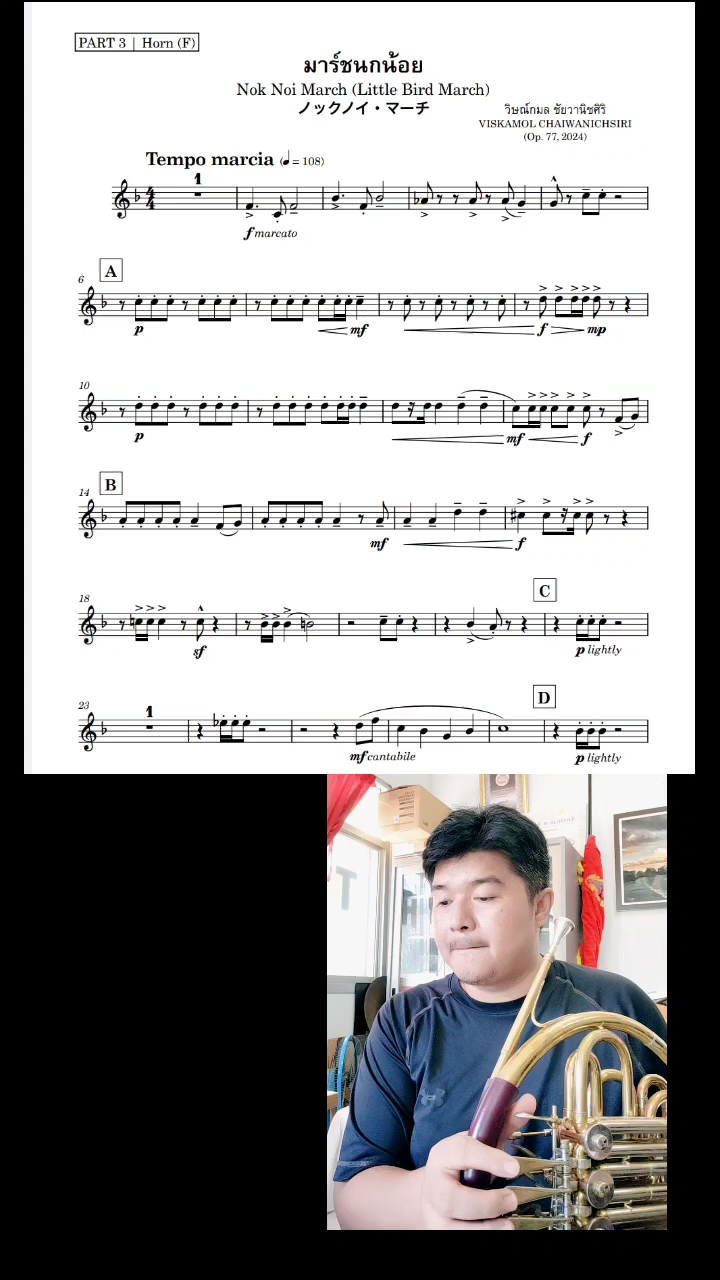 PART 3 | Horn (F)
มาร์ชนกน้อย
Nok Noi March (Little Bird March)
ノックノイ・マーチ
วิษณ์กมล ชัยวานิชศิริ
VISKAMOL CHAIWANICHSIRI
(Op. 77, 2024)
Tempo marcia (♩ = 108)
1
f marcato
6
A
p
mf
f
mp
10
p
mf
f
14
B
mf
f
18
C
sf
p lightly
23
1
D
mf cantabile
p lightly